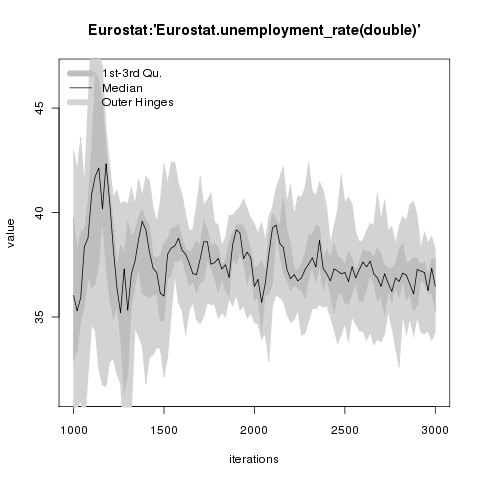 Eurostat:'Eurostat.unemployment_rate(double)'
1st-3rd Qu.
Median
Outer Hinges
45
40
35
value
1000 1500 2000 2500 3000
iterations